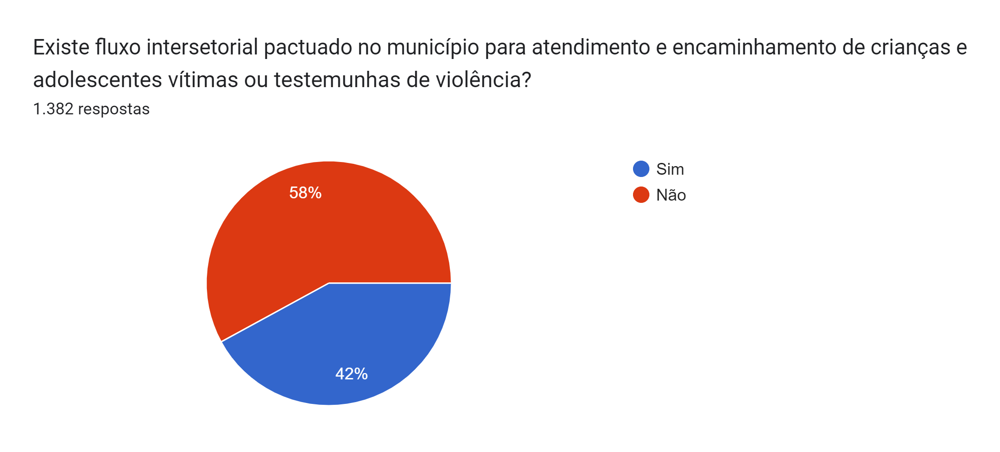 Existe fluxo intersetorial pactuado no município para atendimento e encaminhamento de crianças e
adolescentes vítimas ou testemunhas de violência?
1.382 respostas
Sim
Não
58%
42%